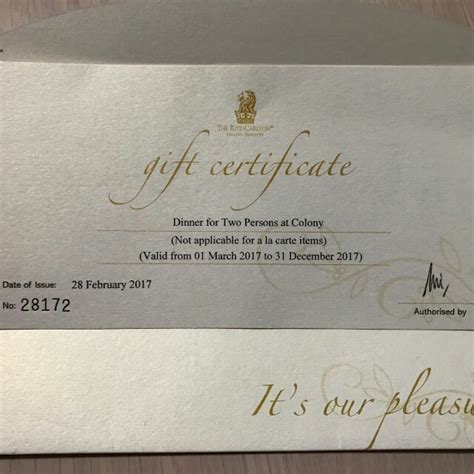 THE RITZ-CARLTON®
gift certificate
Dinner for Two Persons at Colony
(Not applicable for a la carte items)
(Valid from 01 March 2017 to 31 December 2017)
Date of Issue: 28 February 2017
No: 28172
Authorised by
It's our pleasu